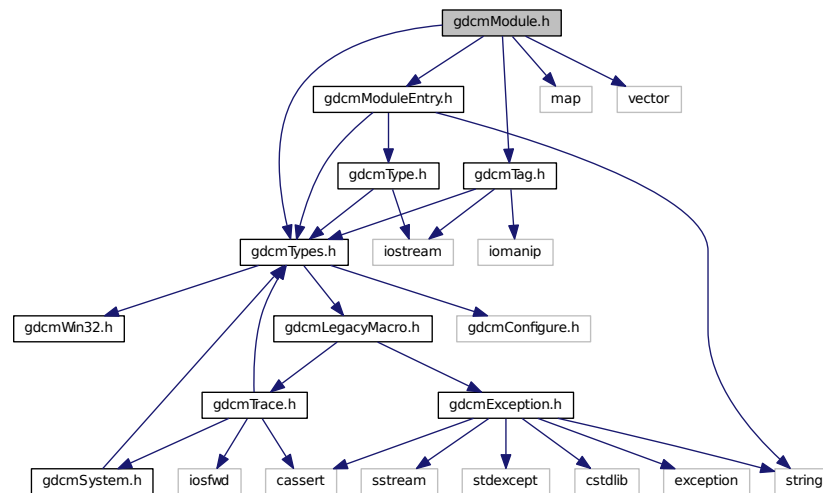 gdcmModule.h
gdcmModuleEntry.h
map
vector
gdcmType.h
gdcmTag.h
gdcmTypes.h
iostream
iomanip
gdcmWin32.h
gdcmLegacyMacro.h
gdcmConfigure.h
gdcmTrace.h
gdcmException.h
gdcmSystem.h
iosfwd
cassert
sstream
stdexcept
cstdlib
exception
string